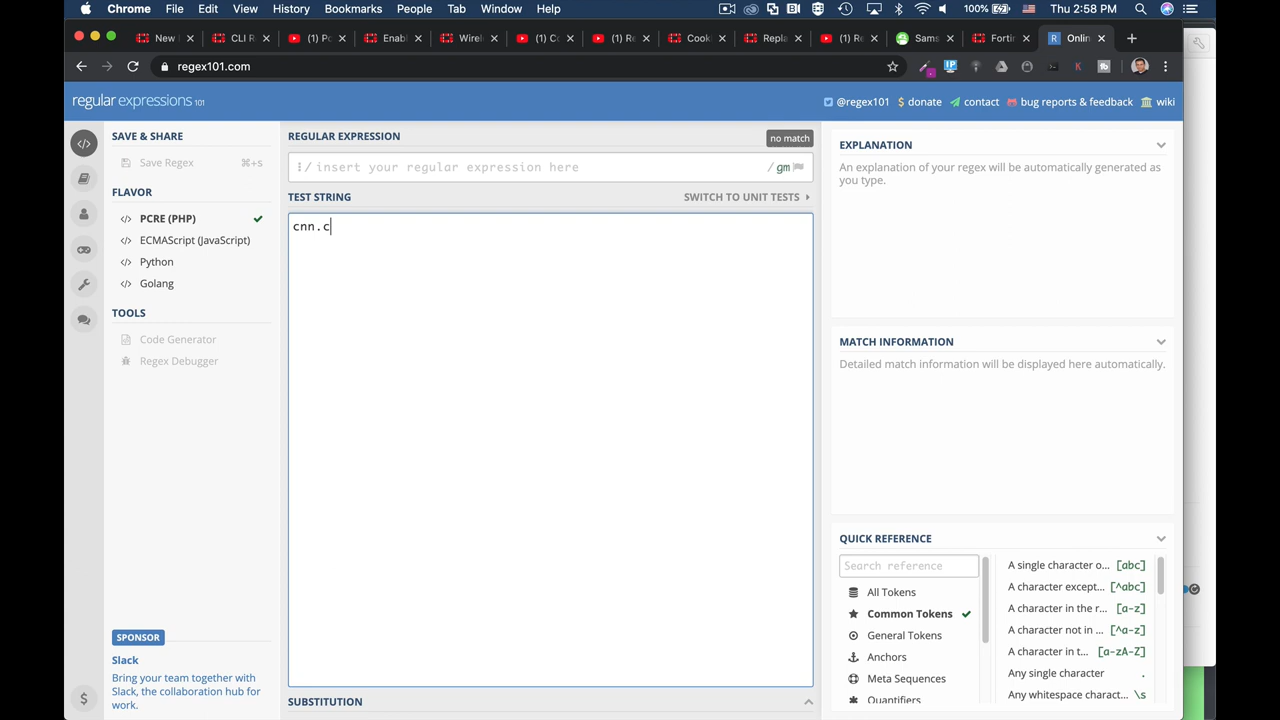 Chrome File Edit View History Bookmarks People Tab Window Help 100% Thu 2:58 PM
New CLI R (1) P Enabl Wire (1) C (1) R Cook Repla (1) R Sams Fortin Onlin
regex101.com
regular expressions 101 @regex101 $ donate contact bug reports & feedback wiki
SAVE & SHARE
Save Regex ⌘+s
FLAVOR
</> PCRE (PHP)
</> ECMAScript (JavaScript)
</> Python
</> Golang
TOOLS
Code Generator
Regex Debugger
SPONSOR
Slack
Bring your team together with
Slack, the collaboration hub for
work.
REGULAR EXPRESSION no match
/ insert your regular expression here / gm
TEST STRING SWITCH TO UNIT TESTS
cnn.c
SUBSTITUTION
EXPLANATION
An explanation of your regex will be automatically generated as
you type.
MATCH INFORMATION
Detailed match information will be displayed here automatically.
QUICK REFERENCE
Search reference
All Tokens
Common Tokens
General Tokens
Anchors
Meta Sequences
Quantifiers
A single character o... [abc]
A character except... [^abc]
A character in the r... [a-z]
A character not in ... [^a-z]
A character in t... [a-zA-Z]
Any single character .
Any whitespace charact... \s